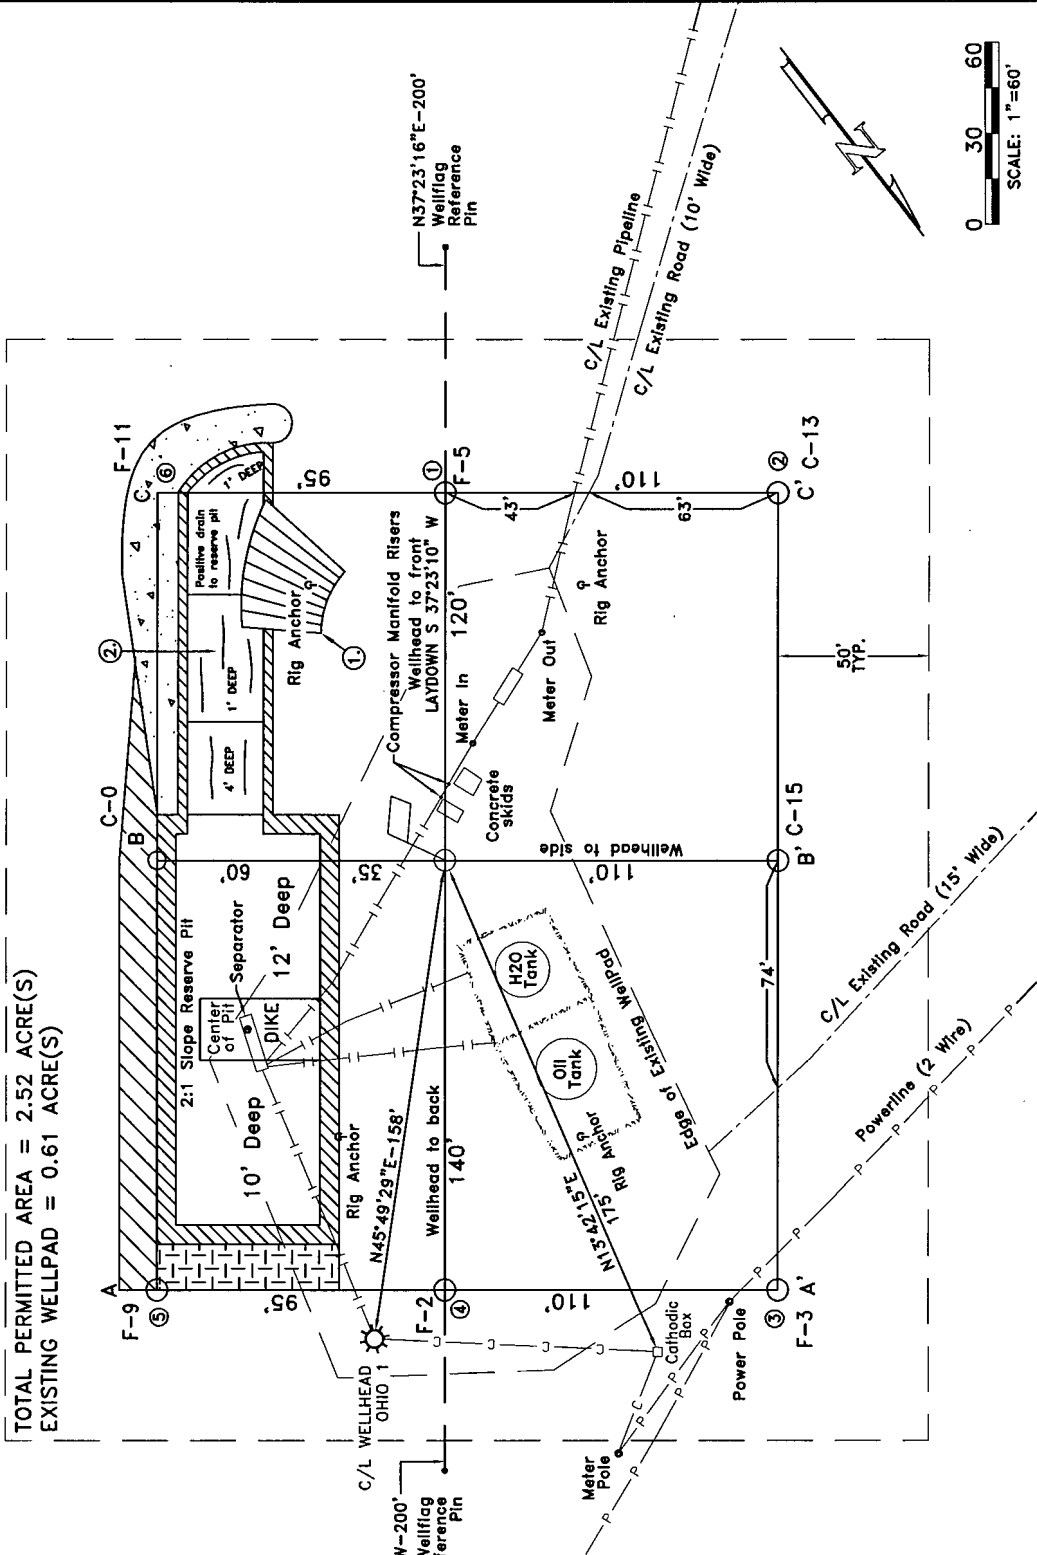 TOTAL PERMITTED AREA = 2.52 ACRE(S)
EXISTING WELLPAD = 0.61 ACRE(S)
F-9
A
⑤
C-0
B
F-11
C
⑥
②.
2:1 Slope Reserve Pit
Center
of Pit
Separator
DIKE
12' Deep
10' Deep
4' DEEP
1' DEEP
Positive drain
to reserve pit
1' DEEP
Rig Anchor
①.
Rig Anchor
95'
60'
35'
95'
C/L WELLHEAD
OHIO 1
N45°49'29"E-158'
W-200'
Wellflag
Pin
N37°23'16"E-200'
Wellflag
Reference
Pin
F-2
④
Wellhead to back
140'
Compressor Manifold Risers
Wellhead to front
LAYDOWN S 37°23'10" W
120'
①
F-5
Meter In
Meter Out
Concrete
skids
Rig Anchor
43'
110'
63'
Wellhead to side
110'
H2O
Tank
Oil
Tank
Rig Anchor
N13°42'15"E
175'
Edge of Existing WellPad
110'
Cathodic
Box
C
C
C
C
Meter
Pole
Power Pole
③
A'
F-3
74'
B'
C-15
②
C'
C-13
50'
TYP.
C/L Existing Pipeline
C/L Existing Road (10' Wide)
C/L Existing Road (15' Wide)
Powerline (2 Wire)
P
P
P
P
P
P
P
P
P
N
0
30
60
SCALE: 1"=60'